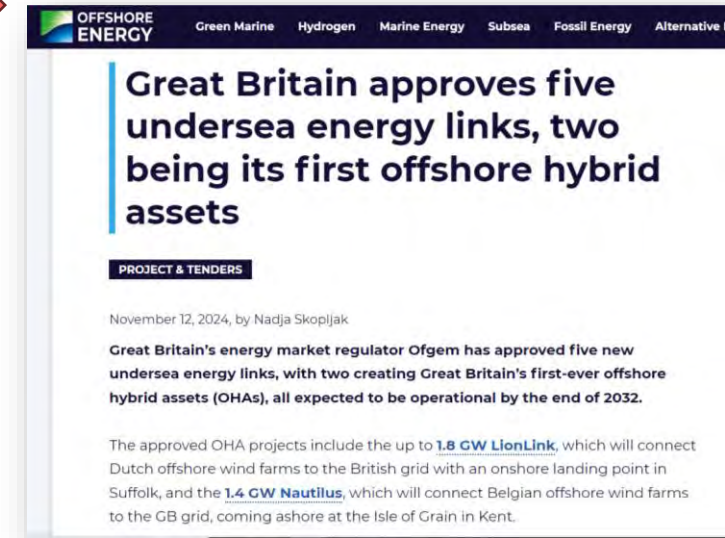 OFFSHORE
ENERGY
Green Marine Hydrogen Marine Energy Subsea Fossil Energy Alternative
Great Britain approves five
undersea energy links, two
being its first offshore hybrid
assets
PROJECT & TENDERS
November 12, 2024, by Nadja Skopljak
Great Britain’s energy market regulator Ofgem has approved five new
undersea energy links, with two creating Great Britain’s first-ever offshore
hybrid assets (OHAs), all expected to be operational by the end of 2032.
The approved OHA projects include the up to 1.8 GW LionLink, which will connect
Dutch offshore wind farms to the British grid with an onshore landing point in
Suffolk, and the 1.4 GW Nautilus, which will connect Belgian offshore wind farms
to the GB grid, coming ashore at the Isle of Grain in Kent.